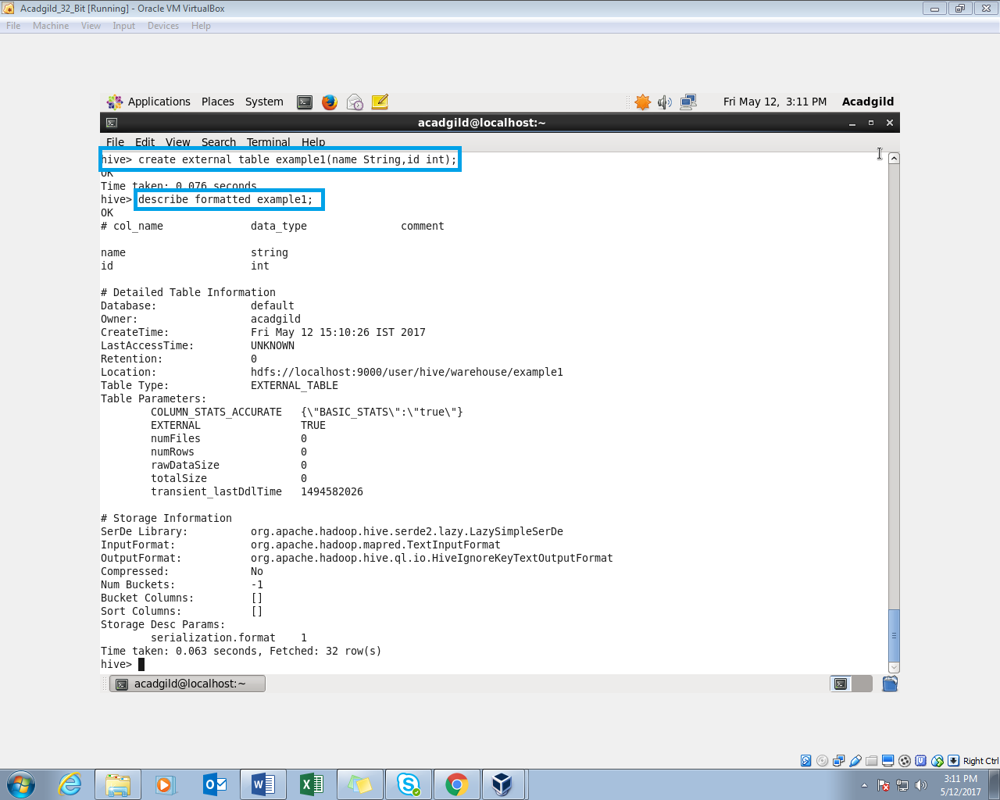 Acadgild_32_Bit [Running] - Oracle VM VirtualBox
File Machine View Input Devices Help
Applications Places System Fri May 12, 3:11 PM Acadgild
acadgild@localhost:~
File Edit View Search Terminal Help
hive> create external table example1(name String,id int);
OK
Time taken: 0.076 seconds
hive> describe formatted example1;
OK
# col_name data_type comment
name string
id int
# Detailed Table Information
Database: default
Owner: acadgild
CreateTime: Fri May 12 15:10:26 IST 2017
LastAccessTime: UNKNOWN
Retention: 0
Location: hdfs://localhost:9000/user/hive/warehouse/example1
Table Type: EXTERNAL_TABLE
Table Parameters:
COLUMN_STATS_ACCURATE {\"BASIC_STATS\":\"true\"}
EXTERNAL TRUE
numFiles 0
numRows 0
rawDataSize 0
totalSize 0
transient_lastDdlTime 1494582026
# Storage Information
SerDe Library: org.apache.hadoop.hive.serde2.lazy.LazySimpleSerDe
InputFormat: org.apache.hadoop.mapred.TextInputFormat
OutputFormat: org.apache.hadoop.hive.ql.io.HiveIgnoreKeyTextOutputFormat
Compressed: No
Num Buckets: -1
Bucket Columns: []
Sort Columns: []
Storage Desc Params:
serialization.format 1
Time taken: 0.063 seconds, Fetched: 32 row(s)
hive>
acadgild@localhost:~
Right Ctrl
3:11 PM
5/12/2017